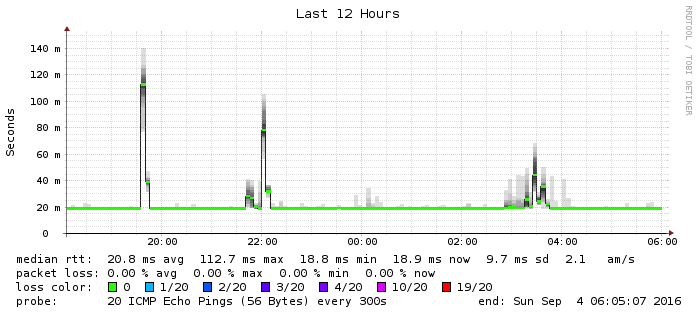 Last 12 Hours
RRDTOOL / TOBI OETIKER
Seconds
140 m
120 m
100 m
80 m
60 m
40 m
20 m
0
20:00 22:00 00:00 02:00 04:00 06:00
median rtt: 20.8 ms avg 112.7 ms max 18.8 ms min 18.9 ms now 9.7 ms sd 2.1 am/s
packet loss: 0.00 % avg 0.00 % max 0.00 % min 0.00 % now
loss color: 0 1/20 2/20 3/20 4/20 10/20 19/20
probe: 20 ICMP Echo Pings (56 Bytes) every 300s end: Sun Sep 4 06:05:07 2016